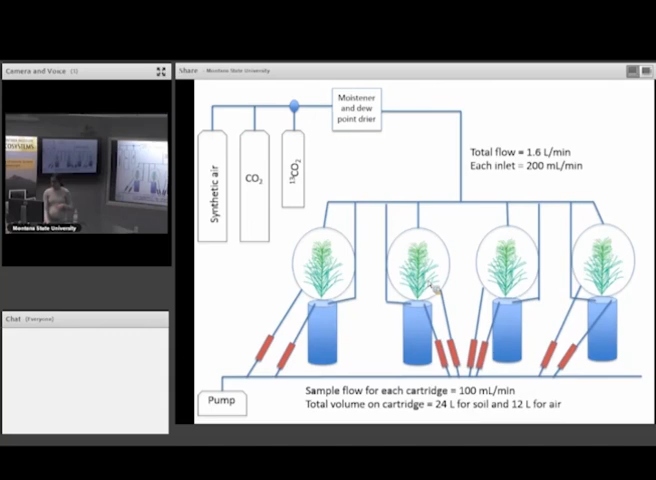 Camera and Voice (3)
Share - Montana State University
Moistener
and dew
point drier
Total flow = 1.6 L/min
Each inlet = 200 mL/min
Synthetic air
CO2
13CO2
ECOSYSTEMS
Montana State University
Chat (Everyone)
Pump
Sample flow for each cartridge = 100 mL/min
Total volume on cartridge = 24 L for soil and 12 L for air